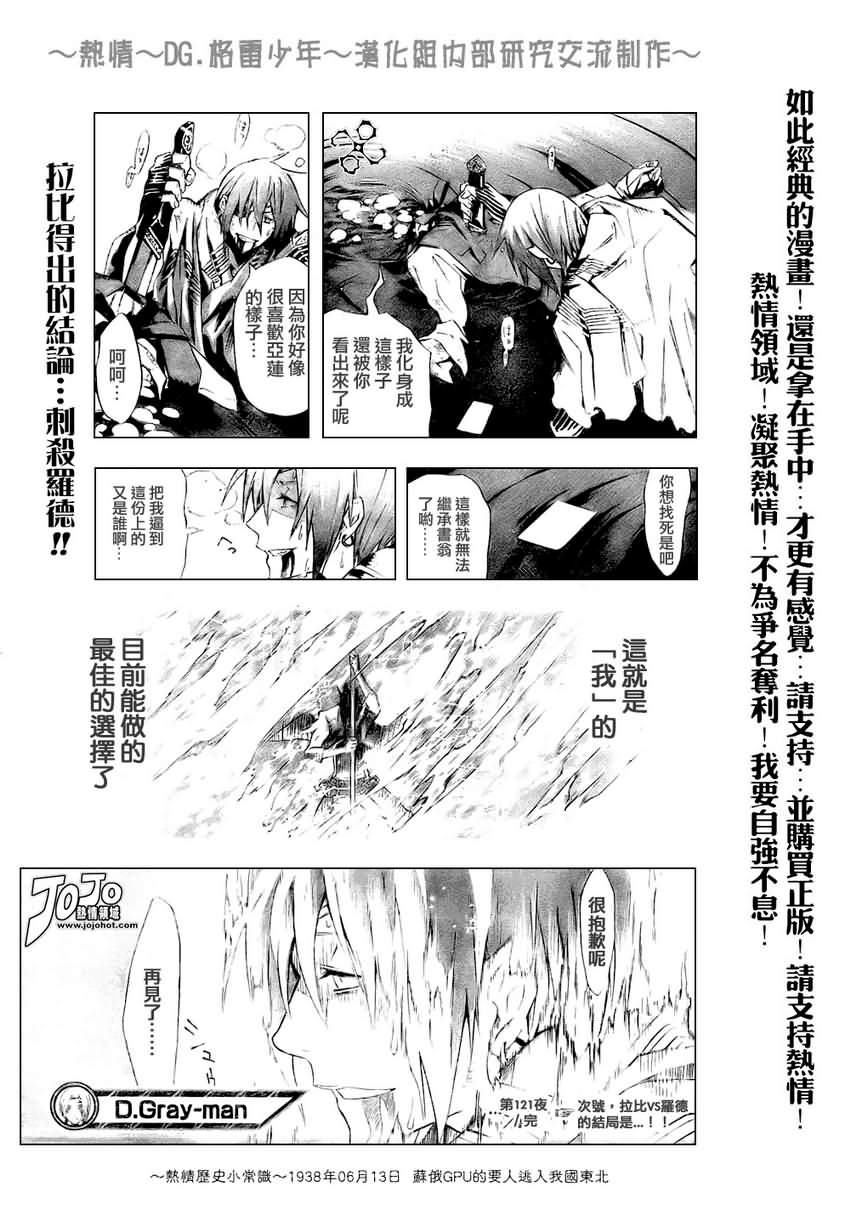 ～熱情～DG.格雷少年～漢化組內部研究交流制作～
如此經典的漫畫！還是拿在手中…才更有感覺…請支持…並購買正版！請支持熱情！
熱情領域！凝聚熱情！不為爭名奪利！我要自強不息！
我化身成
這樣子
還被你
看出來了呢
因為你好像
很喜歡亞蓮
的樣子…
呵呵…
拉比得出的結論…刺殺羅德!!
你想找死是吧
這樣就無法
繼承書翁
了喲……
把我逼到
這份上的
又是誰啊……
這就是
「我」的
目前能做的
最佳的選擇了
很抱歉呢
再見了……
ジュウ
JOJO
熱情領域
www.jojohot.com
D.Gray-man
…第121夜
／完
…次號，拉比VS羅德
的結局是…！！
～熱情歷史小常識～1938年06月13日 蘇俄GPU的要人逃入我國東北